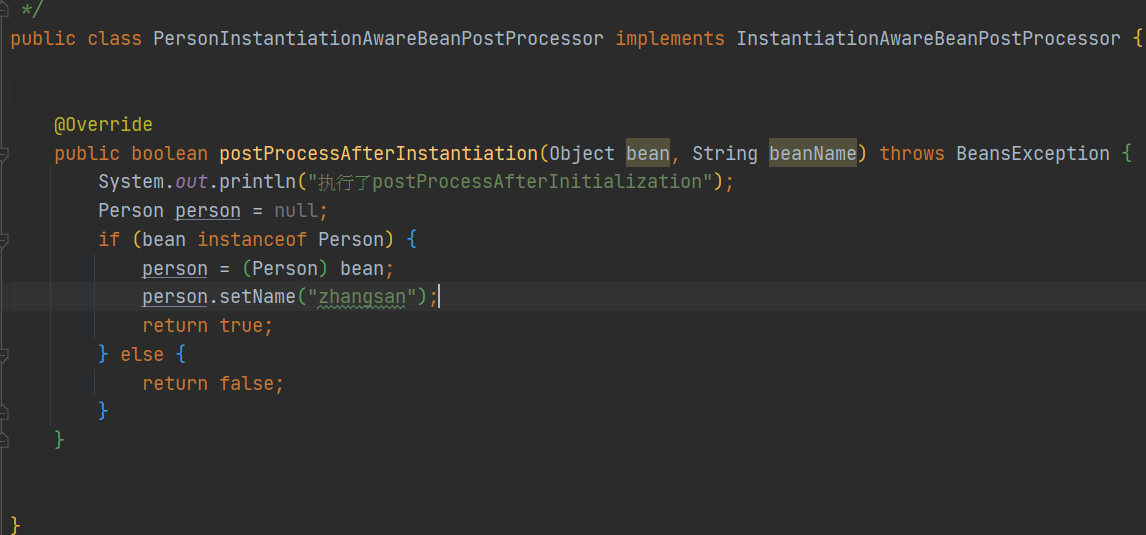 */
public class PersonInstantiationAwareBeanPostProcessor implements InstantiationAwareBeanPostProcessor {
@Override
public boolean postProcessAfterInstantiation(Object bean, String beanName) throws BeansException {
System.out.println("执行了postProcessAfterInitialization");
Person person = null;
if (bean instanceof Person) {
person = (Person) bean;
person.setName("zhangsan");
return true;
} else {
return false;
}
}
}